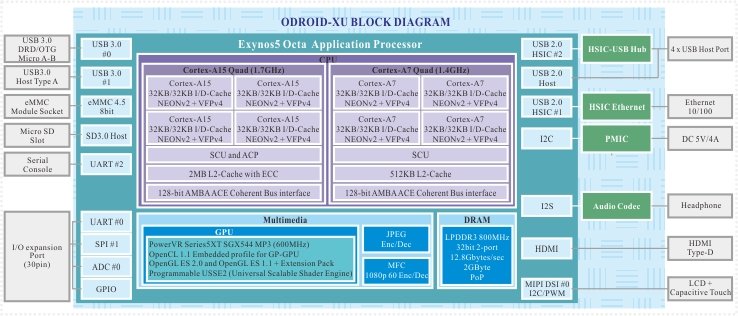 ODROID-XU BLOCK DIAGRAM
USB 3.0
DRD/OTG
Micro A-B
USB3.0
Host Type A
eMMC
Module Socket
Micro SD
Slot
Serial
Console
I/O expansion
Port
(30pin)
USB 3.0
#0
USB 3.0
#1
eMMC 4.5
8bit
SD3.0 Host
UART #2
UART #0
SPI #1
ADC #0
GPIO
Exynos5 Octa Application Processor
CPU
Cortex-A15 Quad (1.7GHz)
Cortex-A15
32KB/32KB I/D-Cache
NEONv2 + VFPv4
Cortex-A15
32KB/32KB I/D-Cache
NEONv2 + VFPv4
Cortex-A15
32KB/32KB I/D-Cache
NEONv2 + VFPv4
Cortex-A15
32KB/32KB I/D-Cache
NEONv2 + VFPv4
SCU and ACP
2MB L2-Cache with ECC
128-bit AMBA ACE Coherent Bus interface
Cortex-A7 Quad (1.4GHz)
Cortex-A7
32KB/32KB I/D-Cache
NEONv2 + VFPv4
Cortex-A7
32KB/32KB I/D-Cache
NEONv2 + VFPv4
Cortex-A7
32KB/32KB I/D-Cache
NEONv2 + VFPv4
Cortex-A7
32KB/32KB I/D-Cache
NEONv2 + VFPv4
SCU
512KB L2-Cache
128-bit AMBA ACE Coherent Bus interface
Multimedia
GPU
PowerVR Series5XT SGX544 MP3 (600MHz)
OpenCL 1.1 Embedded profile for GP-GPU
OpenGL ES 2.0 and OpenGL ES 1.1 + Extension Pack
Programmable USSE2 (Universal Scalable Shader Engine)
JPEG
Enc/Dec
MFC
1080p 60 Enc/Dec
DRAM
LPDDR3 800MHz
32bit 2-port
12.8Gbytes/sec
2GByte
PoP
USB 2.0
HSIC #2
USB 2.0
Host
USB 2.0
HSIC #1
I2C
I2S
HDMI
MIPI DSI #0
I2C/PWM
HSIC-USB Hub
HSIC Ethernet
PMIC
Audio Codec
4 x USB Host Port
Ethernet
10/100
DC 5V/4A
Headphone
HDMI
Type-D
LCD +
Capacitive Touch